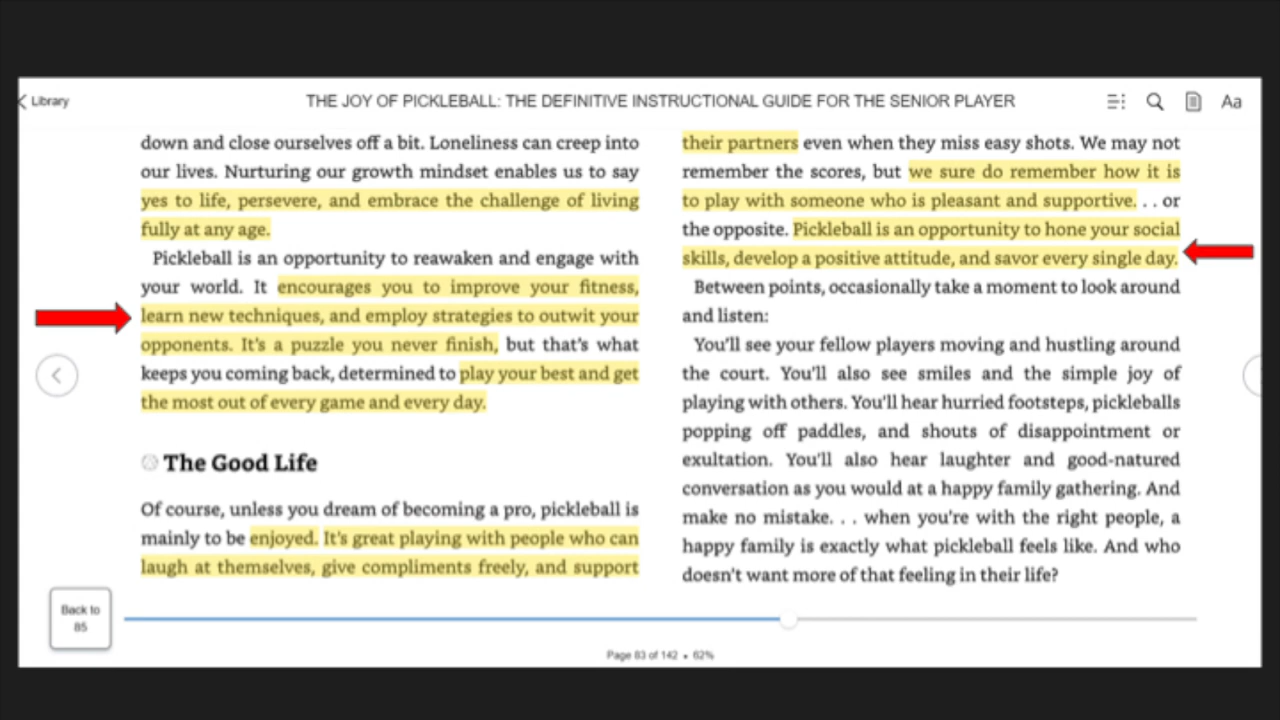 Library
THE JOY OF PICKLEBALL: THE DEFINITIVE INSTRUCTIONAL GUIDE FOR THE SENIOR PLAYER
Aa
down and close ourselves off a bit. Loneliness can creep into
our lives. Nurturing our growth mindset enables us to say
yes to life, persevere, and embrace the challenge of living
fully at any age.
Pickleball is an opportunity to reawaken and engage with
your world. It encourages you to improve your fitness,
learn new techniques, and employ strategies to outwit your
opponents. It's a puzzle you never finish, but that's what
keeps you coming back, determined to play your best and get
the most out of every game and every day.
The Good Life
Of course, unless you dream of becoming a pro, pickleball is
mainly to be enjoyed. It's great playing with people who can
laugh at themselves, give compliments freely, and support
their partners even when they miss easy shots. We may not
remember the scores, but we sure do remember how it is
to play with someone who is pleasant and supportive. . . or
the opposite. Pickleball is an opportunity to hone your social
skills, develop a positive attitude, and savor every single day.
Between points, occasionally take a moment to look around
and listen:
You'll see your fellow players moving and hustling around
the court. You'll also see smiles and the simple joy of
playing with others. You'll hear hurried footsteps, pickleballs
popping off paddles, and shouts of disappointment or
exultation. You'll also hear laughter and good-natured
conversation as you would at a happy family gathering. And
make no mistake. . . when you're with the right people, a
happy family is exactly what pickleball feels like. And who
doesn't want more of that feeling in their life?
Back to
85
Page 83 of 142 • 62%